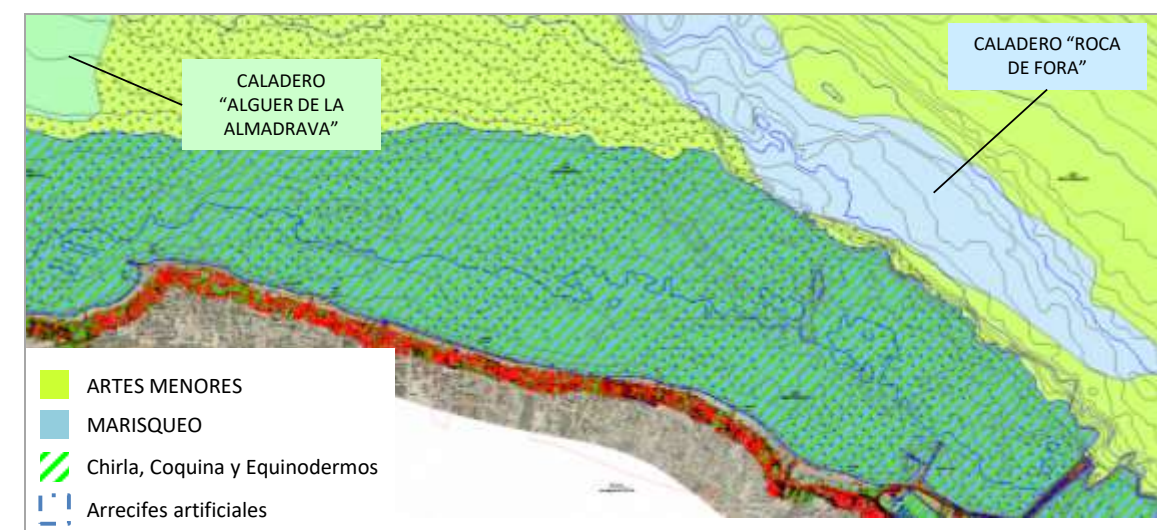 CALADERO
“ALGUER DE LA
ALMADRAVA”
CALADERO “ROCA
DE FORA”
ARTES MENORES
MARISQUEO
Chirla, Coquina y Equinodermos
Arrecifes artificiales